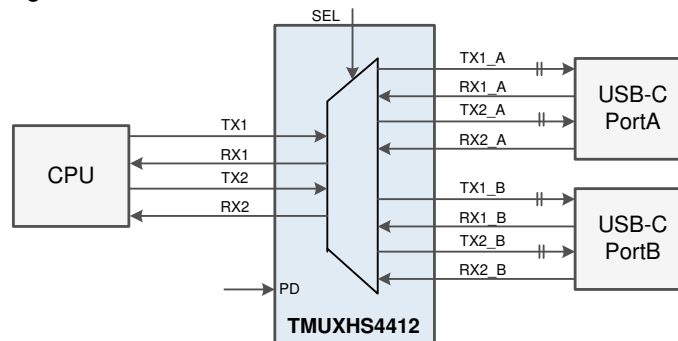 SEL
TX1_A
RX1_A
TX2_A
RX2_A
USB-C
PortA
TX1
RX1
TX2
RX2
CPU
TX1_B
RX1_B
TX2_B
RX2_B
USB-C
PortB
PD
TMUXHS4412